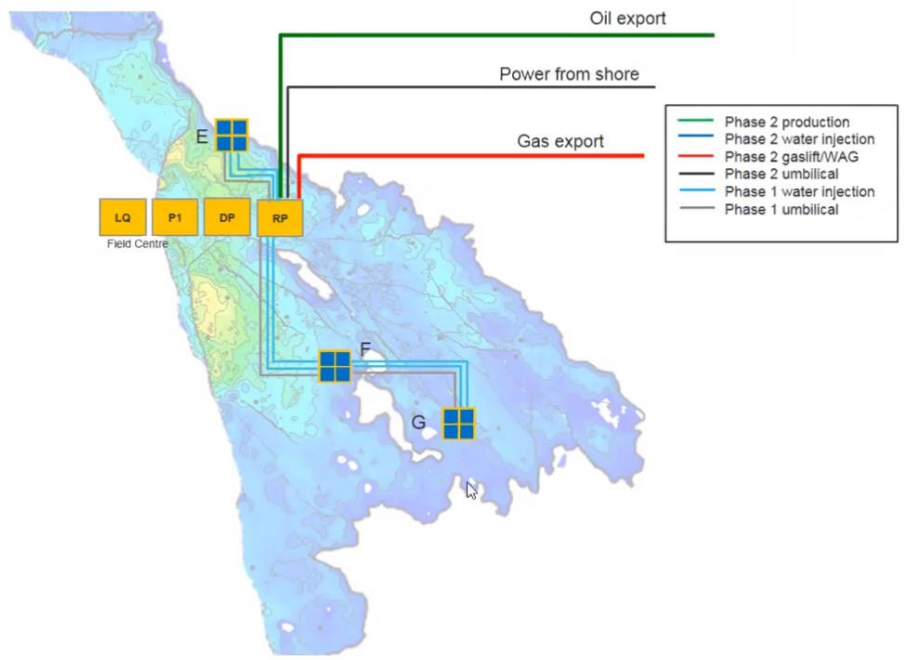 Oil export
Power from shore
Gas export
Phase 2 production
Phase 2 water injection
Phase 2 gaslift/WAG
Phase 2 umbilical
Phase 1 water injection
Phase 1 umbilical
E
LQ
P1
DP
RP
Field Centre
F
G